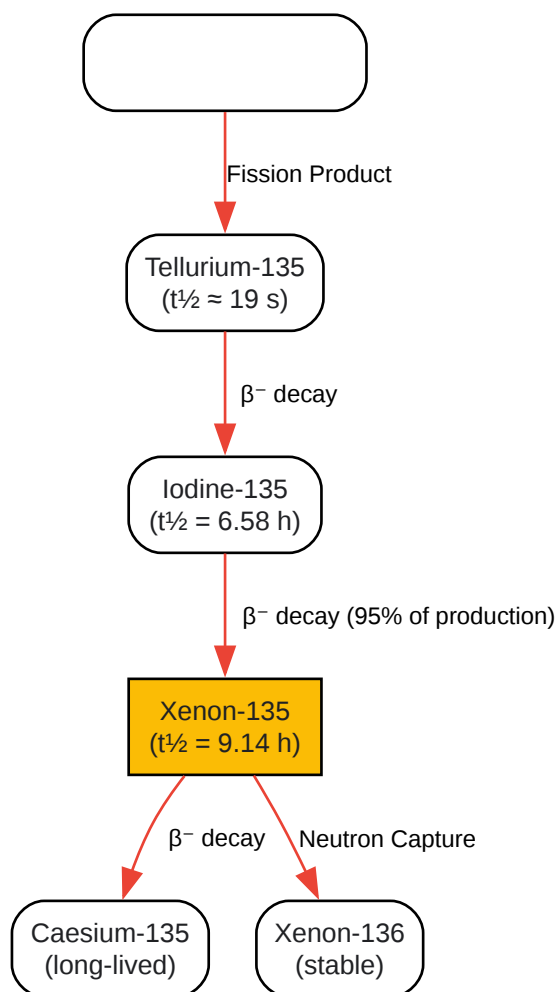 Fission Product
Tellurium-135
(t½ ≈ 19 s)
β⁻ decay
Iodine-135
(t½ = 6.58 h)
β⁻ decay (95% of production)
Xenon-135
(t½ = 9.14 h)
β⁻ decay
Neutron Capture
Caesium-135
(long-lived)
Xenon-136
(stable)